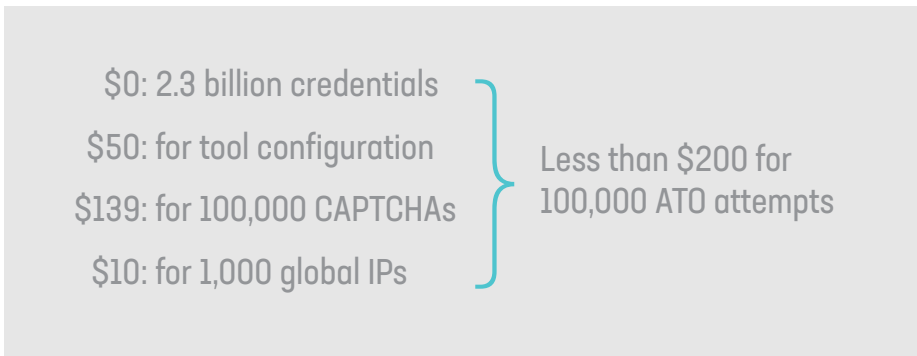 $0: 2.3 billion credentials
$50: for tool configuration
$139: for 100,000 CAPTCHAs
$10: for 1,000 global IPs
Less than $200 for
100,000 ATO attempts